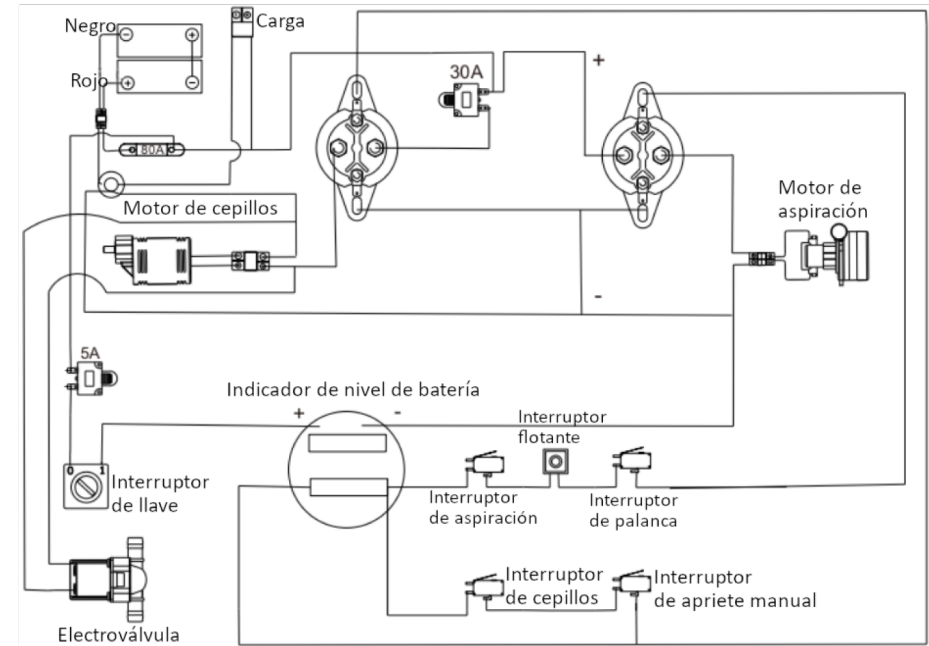 Negro
Carga
Rojo
30A
+
80A
Motor de cepillos
Motor de
aspiración
-
5A
Indicador de nivel de batería
+ -
Interruptor
flotante
0 1
Interruptor
de llave
Interruptor
de aspiración
Interruptor
de palanca
Interruptor
de cepillos
Interruptor
de apriete manual
Electroválvula